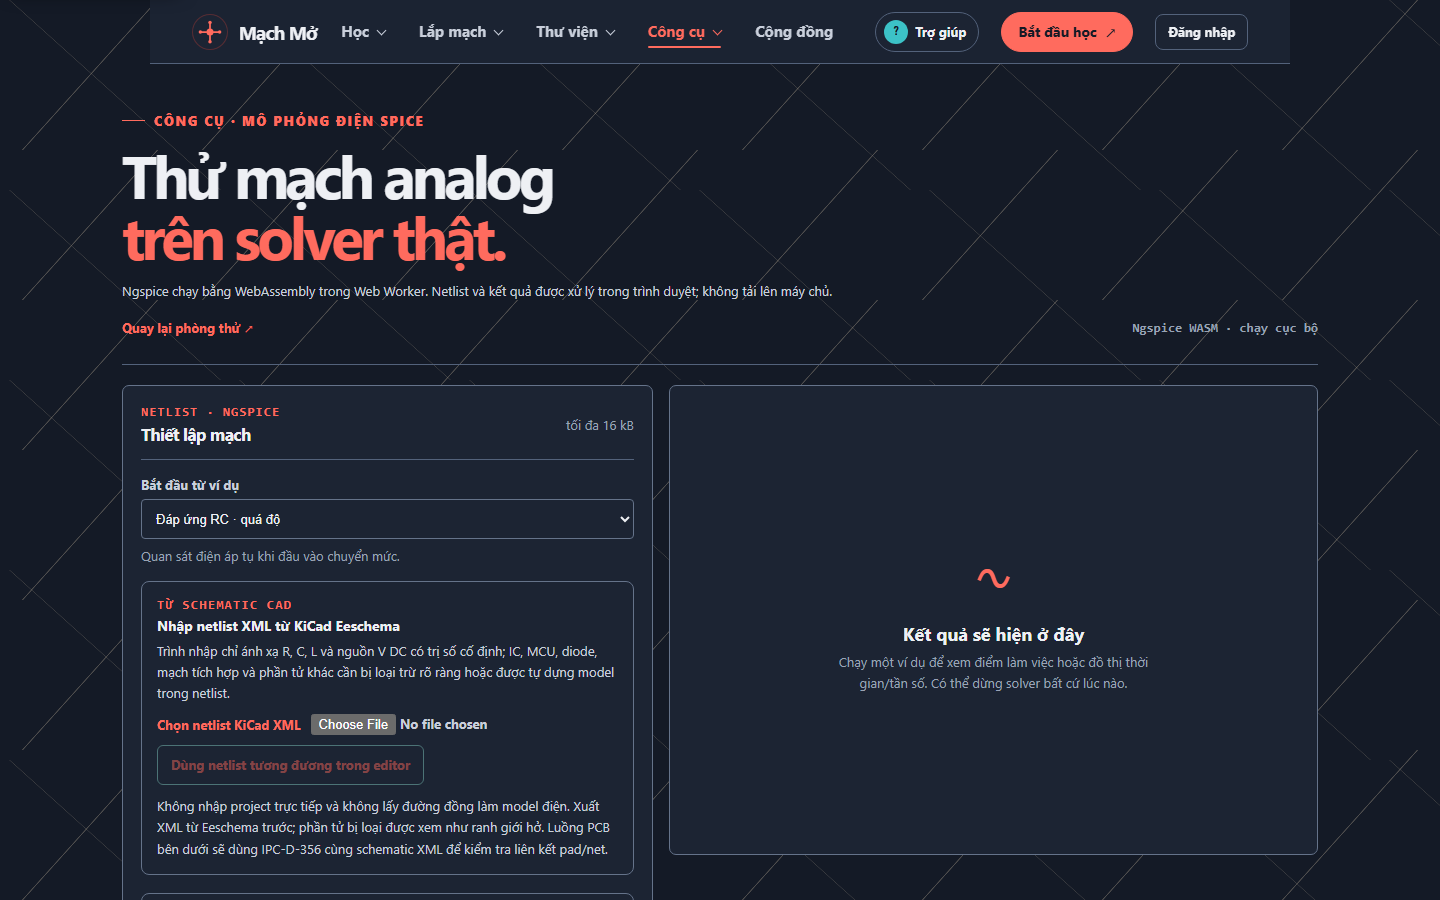 Mạch Mở
Học
Lắp mạch
Thư viện
Công cụ
Cộng đồng
? Trợ giúp
Bắt đầu học ↗
Đăng nhập
CÔNG CỤ · MÔ PHỎNG ĐIỆN SPICE
Thử mạch analog
trên solver thật.
Ngspice chạy bằng WebAssembly trong Web Worker. Netlist và kết quả được xử lý trong trình duyệt; không tải lên máy chủ.
Quay lại phòng thử ↗
Ngspice WASM · chạy cục bộ
NETLIST · NGSPICE
Thiết lập mạch
tối đa 16 kB
Bắt đầu từ ví dụ
Đáp ứng RC · quá độ
Quan sát điện áp tụ khi đầu vào chuyển mức.
TỪ SCHEMATIC CAD
Nhập netlist XML từ KiCad Eeschema
Trình nhập chỉ ánh xạ R, C, L và nguồn V DC có trị số cố định; IC, MCU, diode,
mạch tích hợp và phần tử khác cần bị loại trừ rõ ràng hoặc được tự dựng model
trong netlist.
Chọn netlist KiCad XML
Choose File No file chosen
Dùng netlist tương đương trong editor
Không nhập project trực tiếp và không lấy đường đồng làm model điện. Xuất
XML từ Eeschema trước; phần tử bị loại được xem như ranh giới hở. Luồng PCB
bên dưới sẽ dùng IPC-D-356 cùng schematic XML để kiểm tra liên kết pad/net.
Kết quả sẽ hiện ở đây
Chạy một ví dụ để xem điểm làm việc hoặc đồ thị thời
gian/tần số. Có thể dừng solver bất cứ lúc nào.